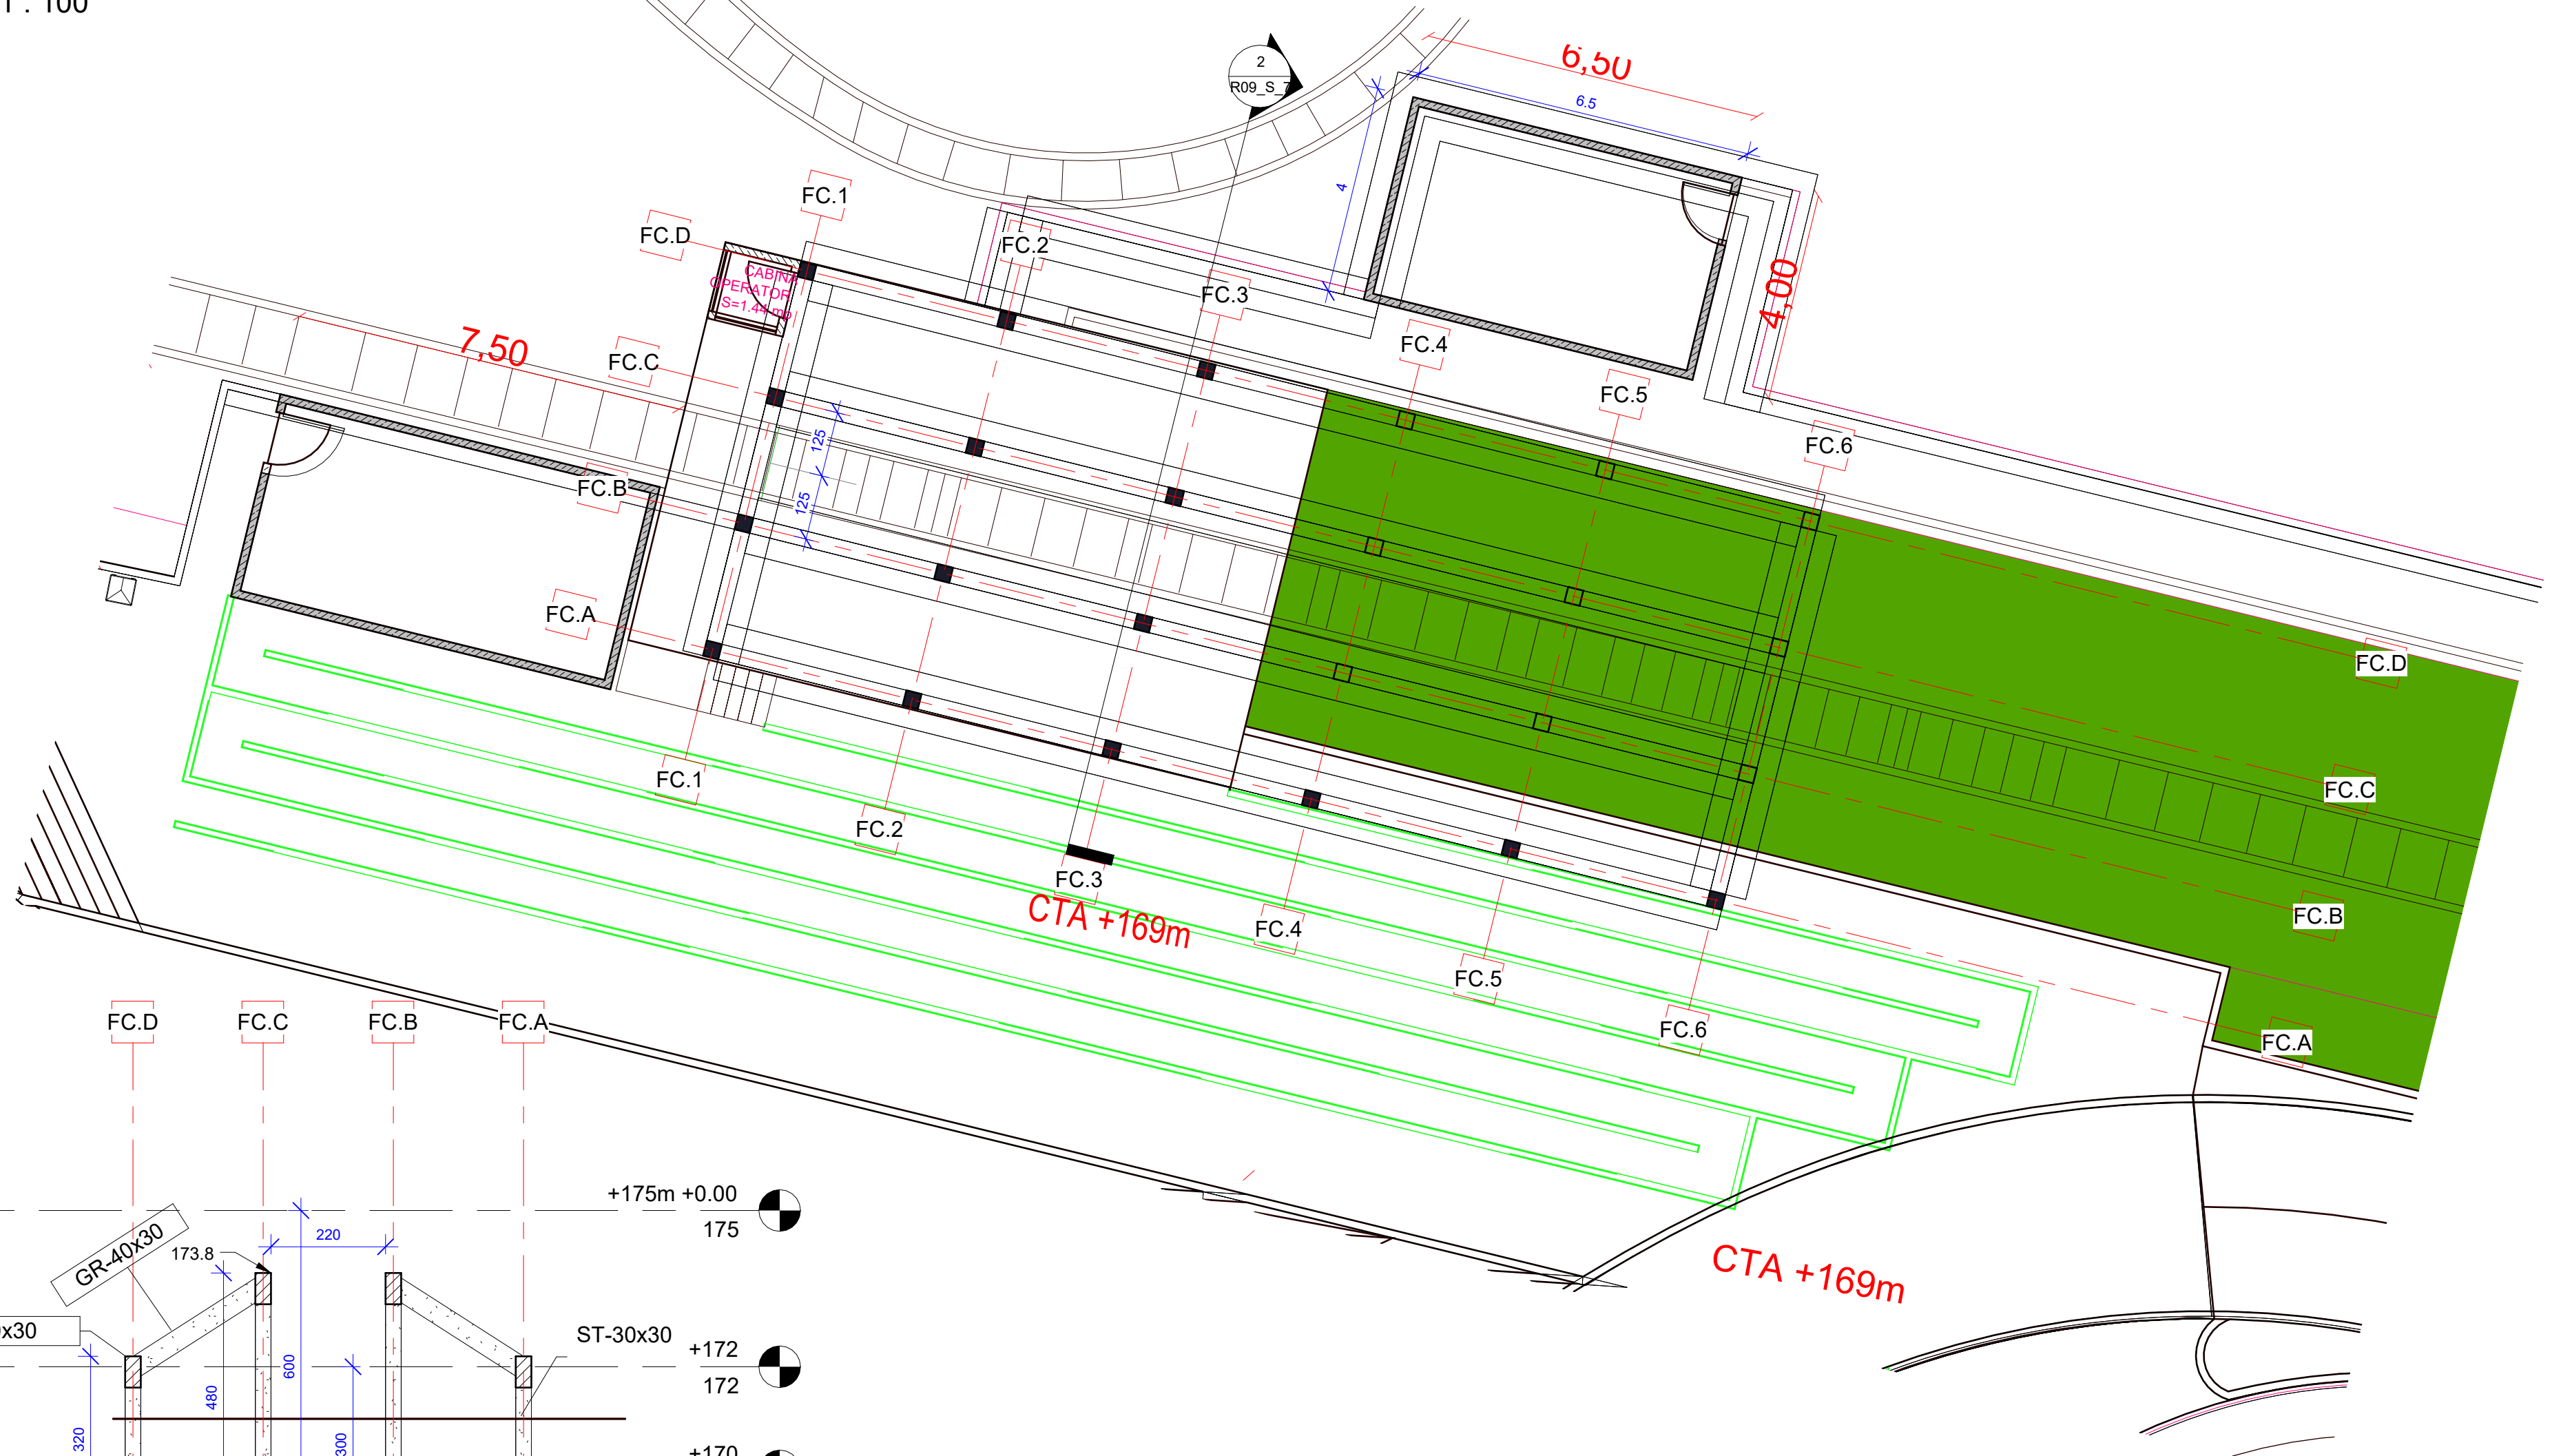 1 : 100
6,50
2
R09_S_7
6.5
4
FC.1
FC.D
FC.2
CABINA
OPERATOR
S=1.44 mp
FC.3
4,00
7,50
FC.C
FC.4
FC.5
125
FC.6
FC.B
125
FC.A
FC.D
FC.1
FC.C
FC.2
FC.3
CTA +169m
FC.4
FC.B
FC.5
FC.6
FC.A
FC.D
FC.C
FC.B
FC.A
+175m +0.00
175
220
GR-40x30
173.8
CTA +169m
x30
ST-30x30
+172
172
600
480
320
300
+170